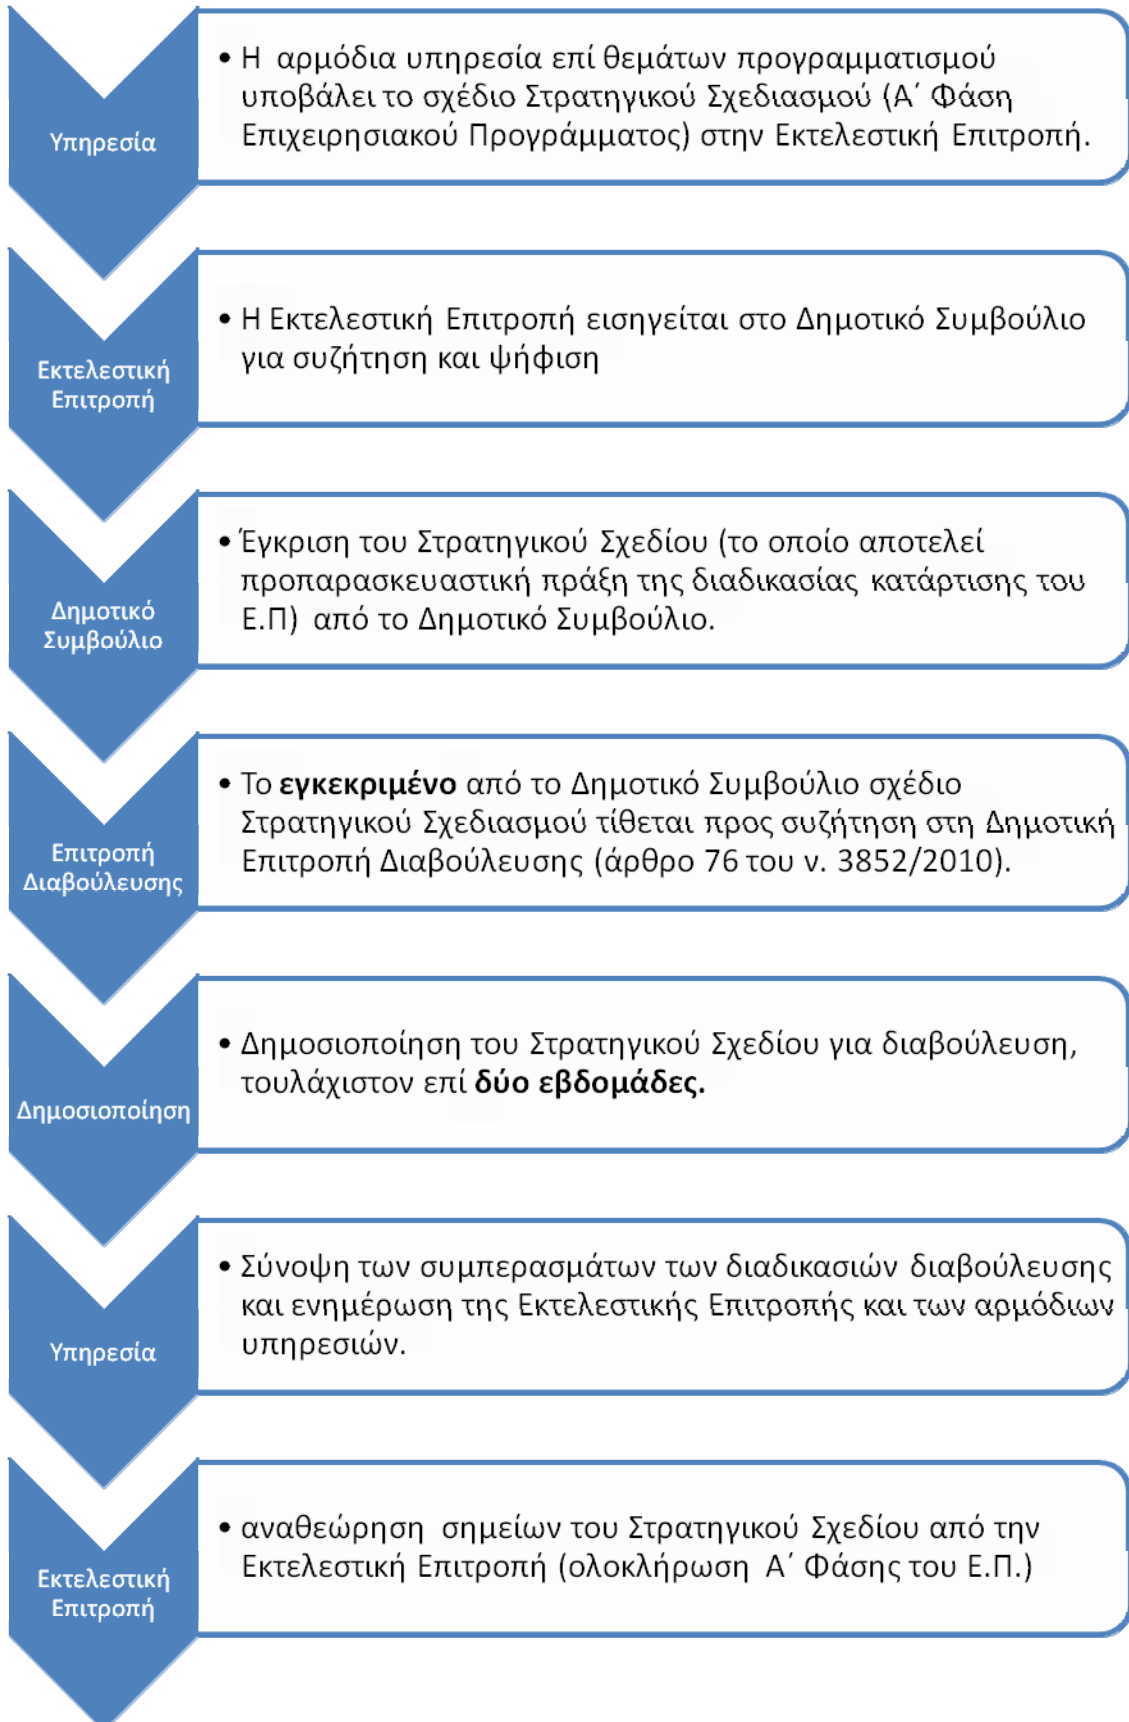 Υπηρεσία
• Η αρμόδια υπηρεσία επί θεμάτων προγραμματισμού
υποβάλει το σχέδιο Στρατηγικού Σχεδιασμού (Α΄ Φάση
Επιχειρησιακού Προγράμματος) στην Εκτελεστική Επιτροπή.
Εκτελεστική
Επιτροπή
• Η Εκτελεστική Επιτροπή εισηγείται στο Δημοτικό Συμβούλιο
για συζήτηση και ψήφιση
Δημοτικό
Συμβούλιο
• Έγκριση του Στρατηγικού Σχεδίου (το οποίο αποτελεί
προπαρασκευαστική πράξη της διαδικασίας κατάρτισης του
Ε.Π) από το Δημοτικό Συμβούλιο.
Επιτροπή
Διαβούλευσης
• Το εγκεκριμένο από το Δημοτικό Συμβούλιο σχέδιο
Στρατηγικού Σχεδιασμού τίθεται προς συζήτηση στη Δημοτική
Επιτροπή Διαβούλευσης (άρθρο 76 του ν. 3852/2010).
Δημοσιοποίηση
• Δημοσιοποίηση του Στρατηγικού Σχεδίου για διαβούλευση,
τουλάχιστον επί δύο εβδομάδες.
Υπηρεσία
• Σύνοψη των συμπερασμάτων των διαδικασιών διαβούλευσης
και ενημέρωση της Εκτελεστικής Επιτροπής και των αρμόδιων
υπηρεσιών.
Εκτελεστική
Επιτροπή
• αναθεώρηση σημείων του Στρατηγικού Σχεδίου από την
Εκτελεστική Επιτροπή (ολοκλήρωση Α΄ Φάσης του Ε.Π.)